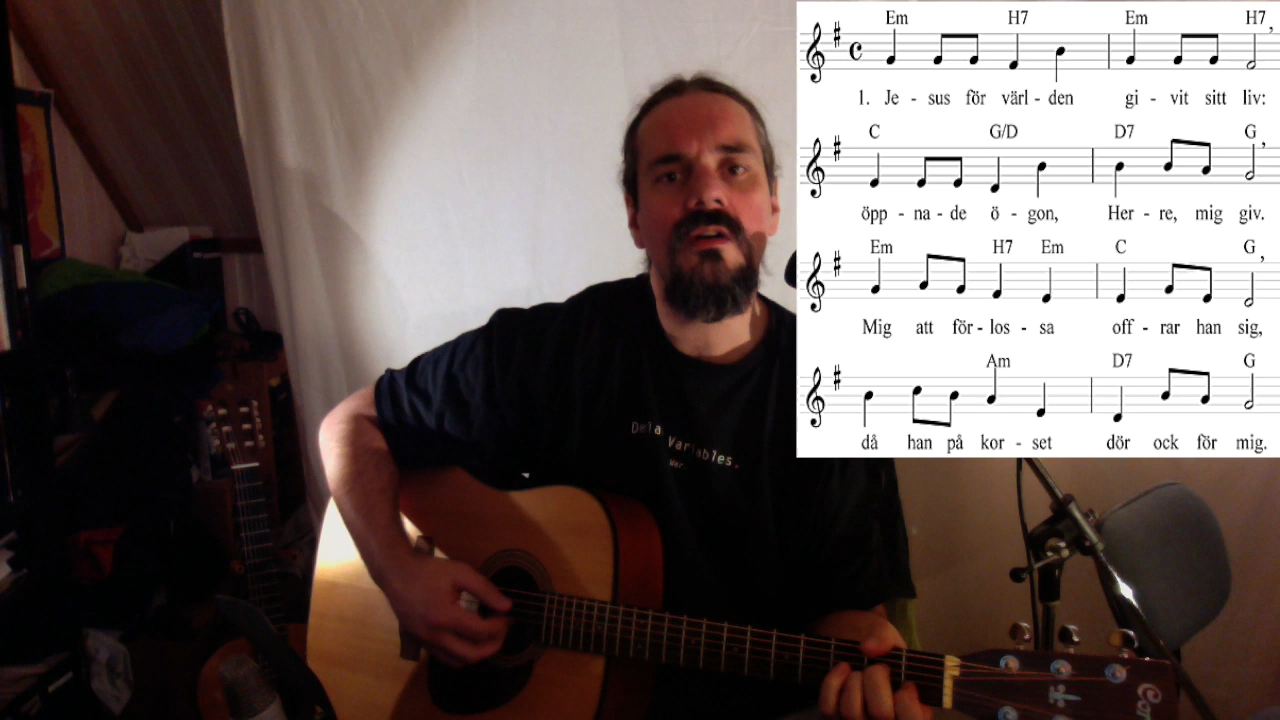 Em H7 Em H7
1. Je - sus för värl - den gi - vit sitt liv:
C G/D D7 G
öpp - na - de ö - gon, Her - re, mig giv.
Em H7 Em C G
Mig att för - los - sa off - rar han sig,
Am D7 G
då han på kor - set dör ock för mig.
Dela Variables.